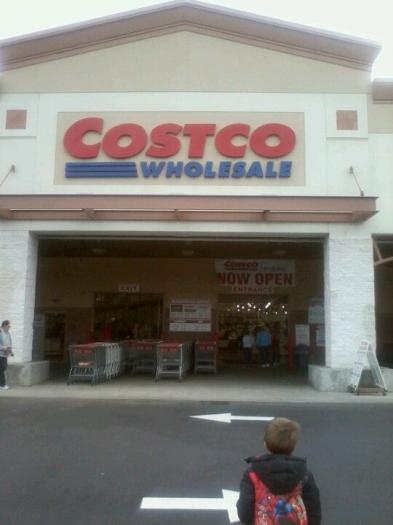 COSTCO
WHOLESALE
EXIT
COSTCO
NOW OPEN
ENTRANCE